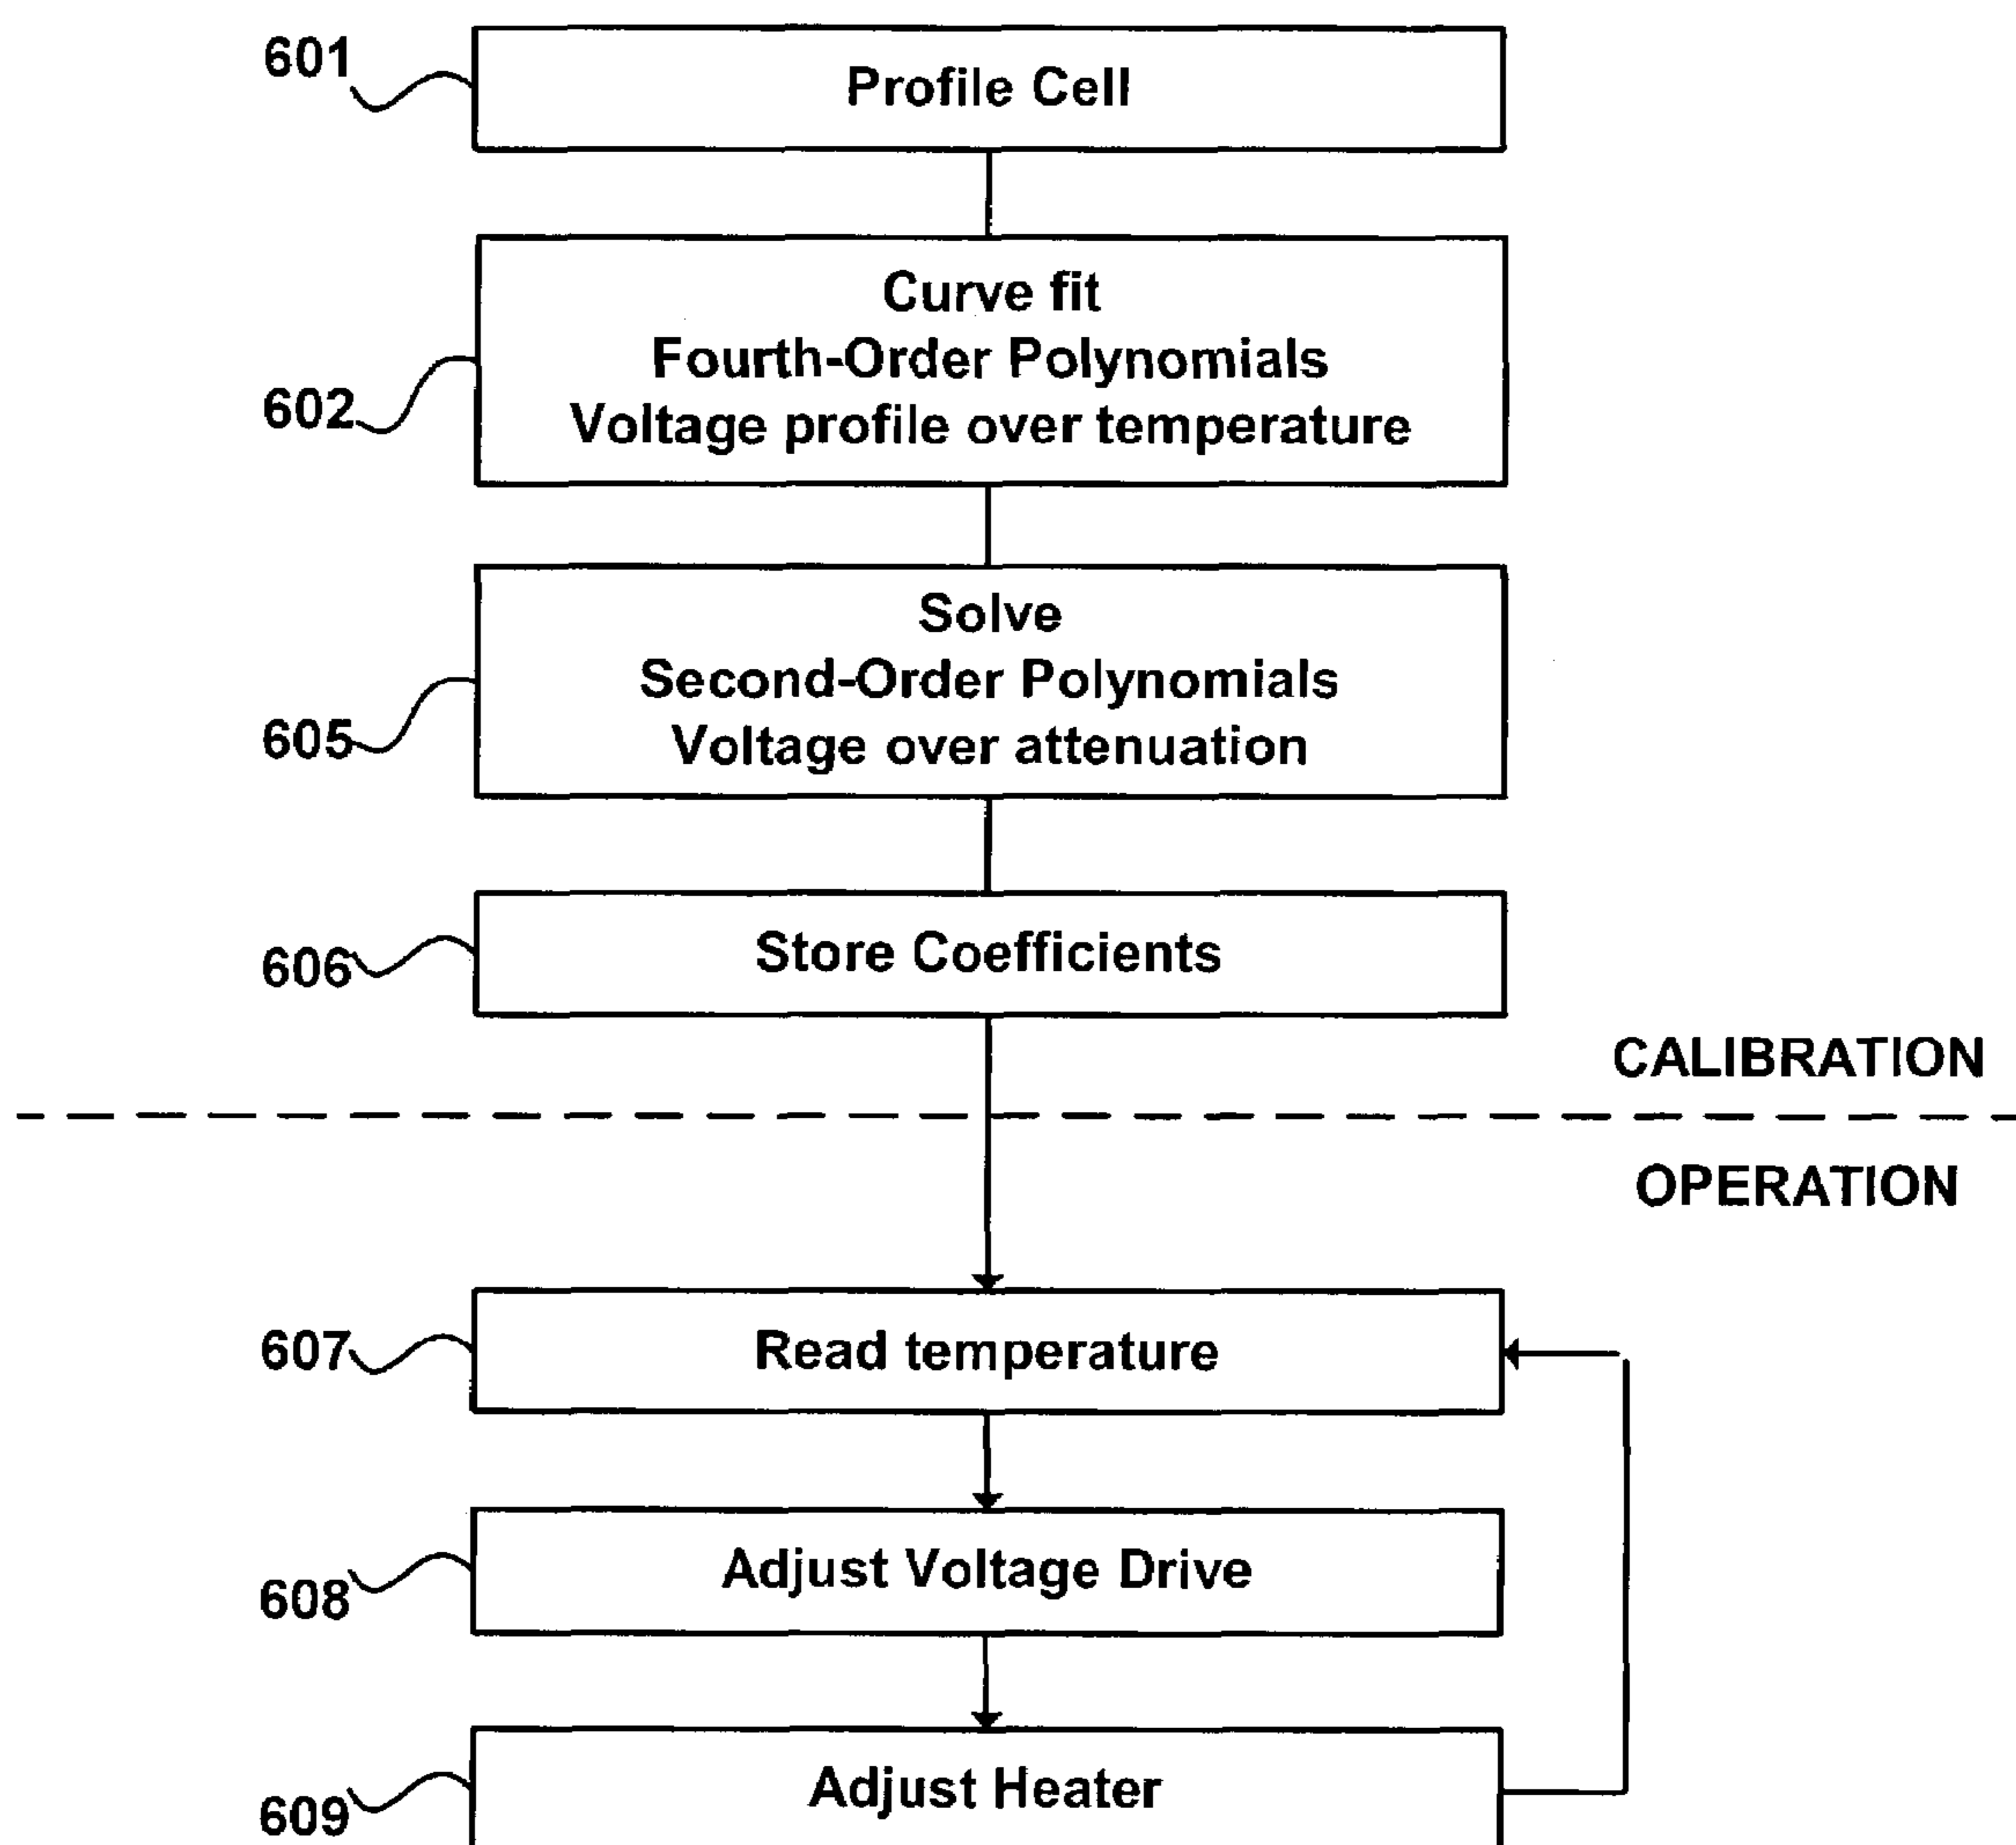 601
Profile Cell
602
Curve fit
Fourth-Order Polynomials
Voltage profile over temperature
605
Solve
Second-Order Polynomials
Voltage over attenuation
606
Store Coefficients
CALIBRATION
OPERATION
607
Read temperature
608
Adjust Voltage Drive
609
Adjust Heater